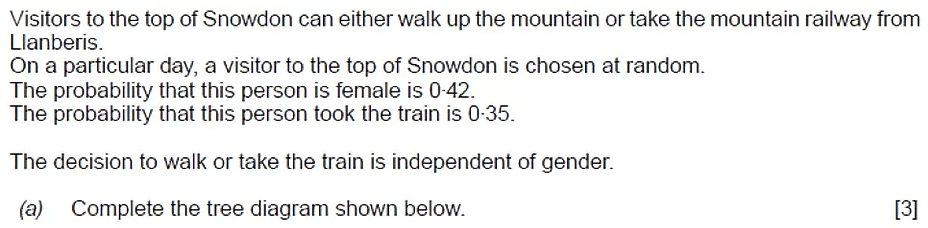 Visitors to the top of Snowdon can either walk up the mountain or take the mountain railway from
Llanberis.
On a particular day, a visitor to the top of Snowdon is chosen at random.
The probability that this person is female is 0·42.
The probability that this person took the train is 0·35.
The decision to walk or take the train is independent of gender.
(a) Complete the tree diagram shown below. [3]